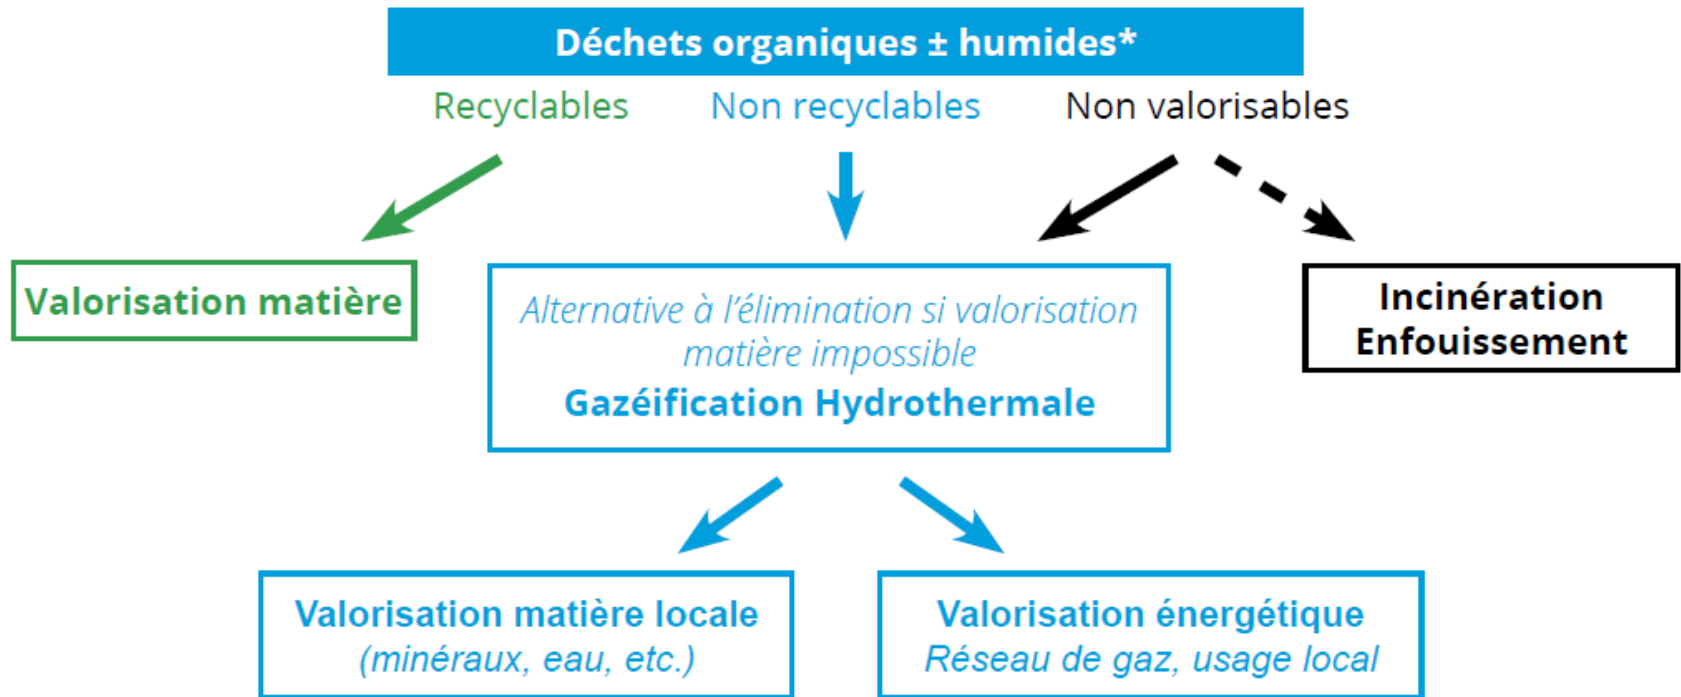 Déchets organiques ± humides*
Recyclables
Non recyclables
Non valorisables
Valorisation matière
Alternative à l'élimination si valorisation
matière impossible
Gazéification Hydrothermale
Incinération
Enfouissement
Valorisation matière locale
(minéraux, eau, etc.)
Valorisation énergétique
Réseau de gaz, usage local